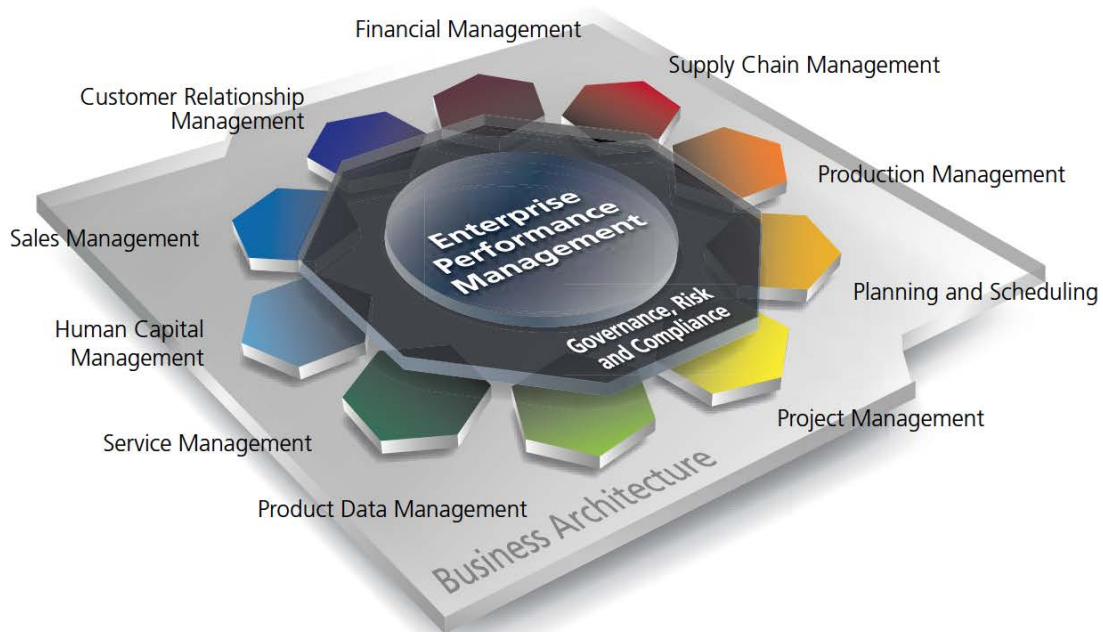 Financial Management
Supply Chain Management
Customer Relationship
Management
Production Management
Sales Management
Enterprise
Performance
Management
Planning and Scheduling
Governance, Risk
and Compliance
Human Capital
Management
Project Management
Service Management
Product Data Management
Business Architecture